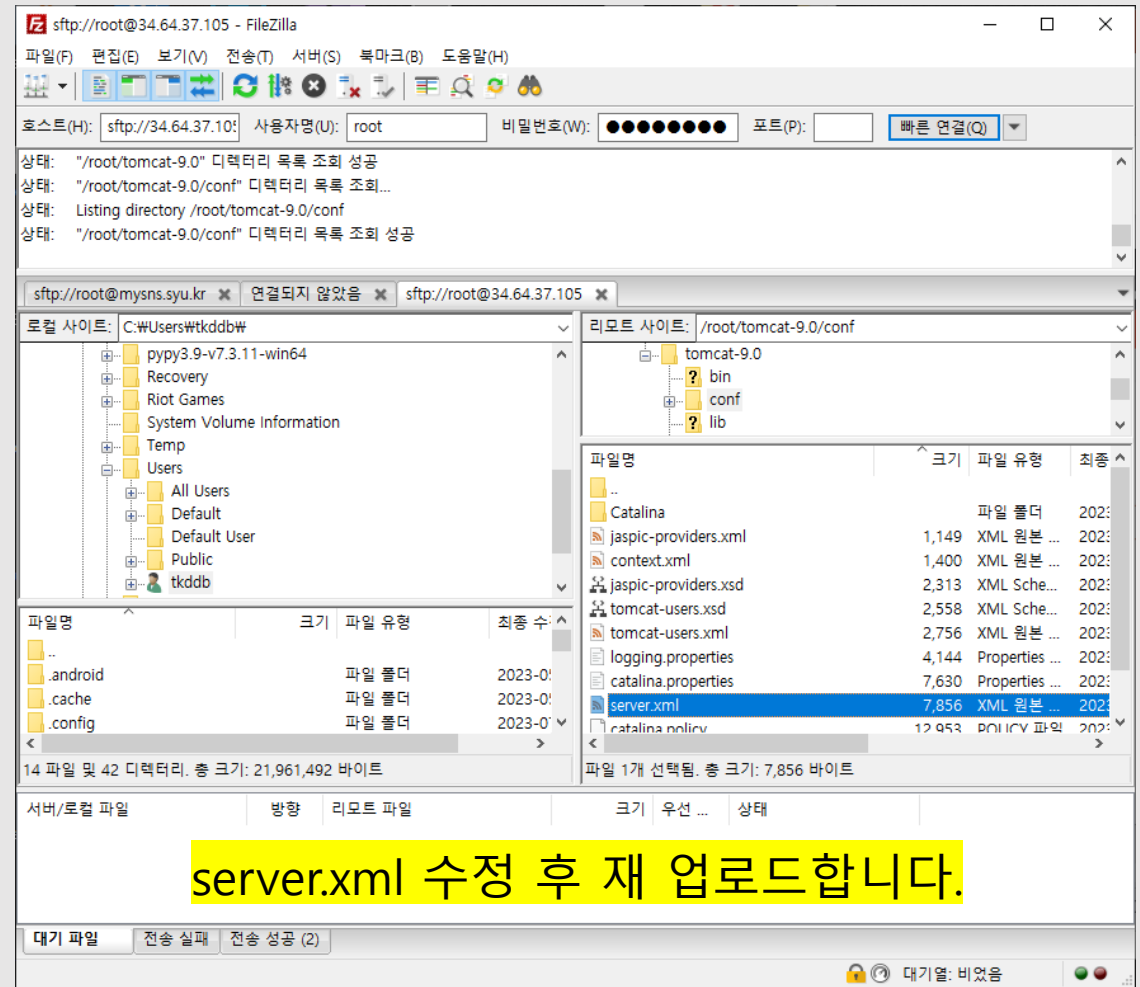 sftp://root@34.64.37.105 - FileZilla
파일(F) 편집(E) 보기(V) 전송(T) 서버(S) 북마크(B) 도움말(H)
호스트(H): sftp://34.64.37.105 사용자명(U): root 비밀번호(W): ●●●●●●●● 포트(P): 빠른 연결(Q)
상태: "/root/tomcat-9.0" 디렉터리 목록 조회 성공
상태: "/root/tomcat-9.0/conf" 디렉터리 목록 조회...
상태: Listing directory /root/tomcat-9.0/conf
상태: "/root/tomcat-9.0/conf" 디렉터리 목록 조회 성공
sftp://root@mysns.syu.kr 연결되지 않았음 sftp://root@34.64.37.105
로컬 사이트: C:₩Users₩tkddb₩
pypy3.9-v7.3.11-win64
Recovery
Riot Games
System Volume Information
Temp
Users
All Users
Default
Default User
Public
tkddb
파일명 크기 파일 유형 최종 수
..
.android 파일 폴더 2023-0
.cache 파일 폴더 2023-0
.config 파일 폴더 2023-0
14 파일 및 42 디렉터리. 총 크기: 21,961,492 바이트
리모트 사이트: /root/tomcat-9.0/conf
tomcat-9.0
bin
conf
lib
파일명 크기 파일 유형 최종
..
Catalina 파일 폴더 202
jaspic-providers.xml 1,149 XML 원본 ... 202
context.xml 1,400 XML 원본 ... 202
jaspic-providers.xsd 2,313 XML Sche... 202
tomcat-users.xsd 2,558 XML Sche... 202
tomcat-users.xml 2,756 XML 원본 ... 202
logging.properties 4,144 Properties ... 202
catalina.properties 7,630 Properties ... 202
server.xml 7,856 XML 원본 ... 202
catalina.policy 12,953 POLICY 파일 202
파일 1개 선택됨. 총 크기: 7,856 바이트
서버/로컬 파일 방향 리모트 파일 크기 우선 ... 상태
server.xml 수정 후 재 업로드합니다.
대기 파일 전송 실패 전송 성공 (2)
대기열: 비었음